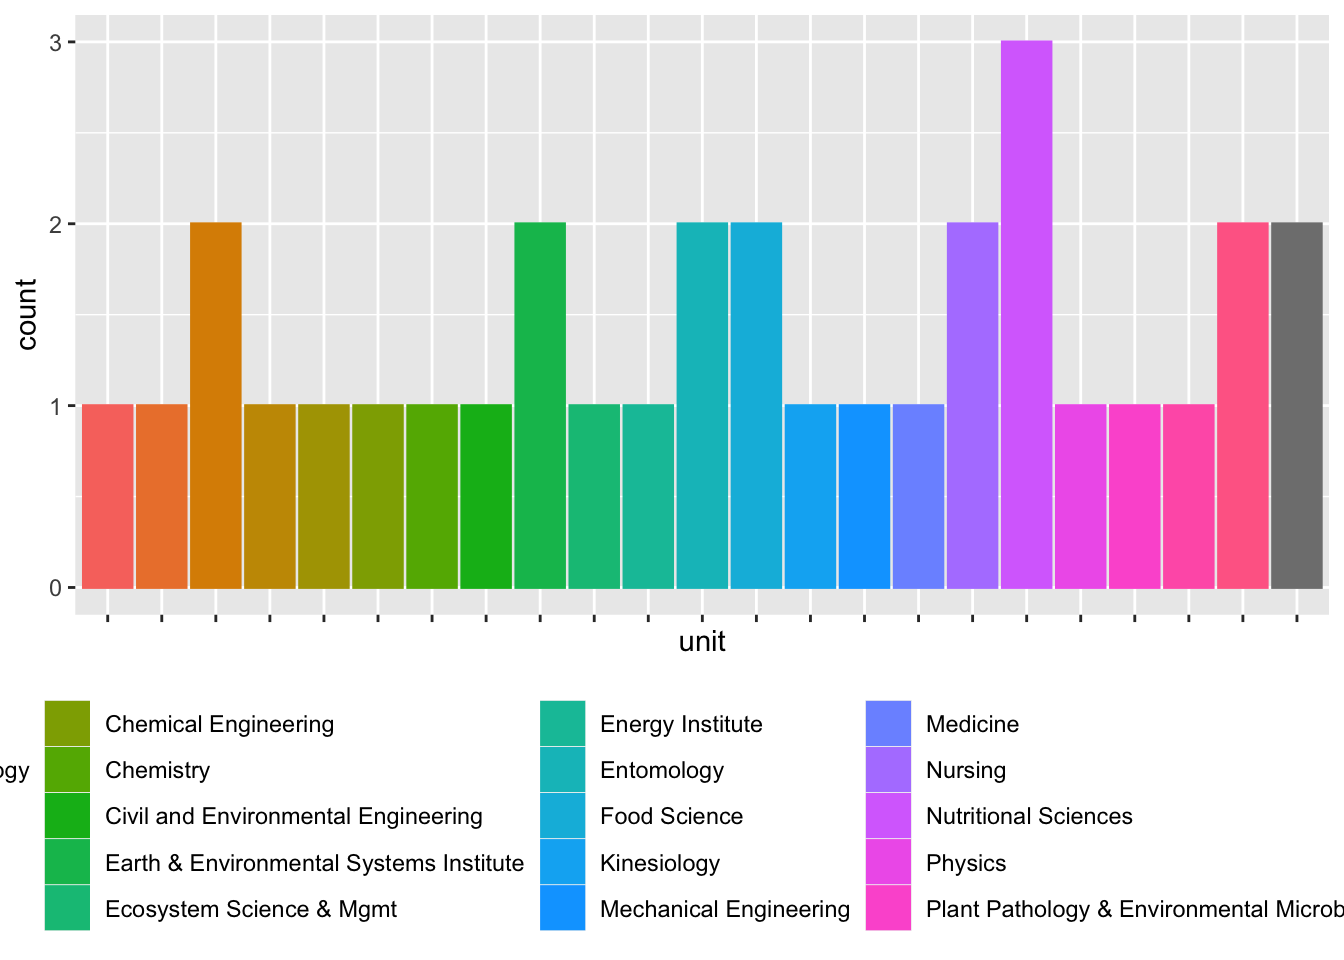 3
2
1
0
count
unit
ogy
Chemical Engineering
Chemistry
Civil and Environmental Engineering
Earth & Environmental Systems Institute
Ecosystem Science & Mgmt
Energy Institute
Entomology
Food Science
Kinesiology
Mechanical Engineering
Medicine
Nursing
Nutritional Sciences
Physics
Plant Pathology & Environmental Microb